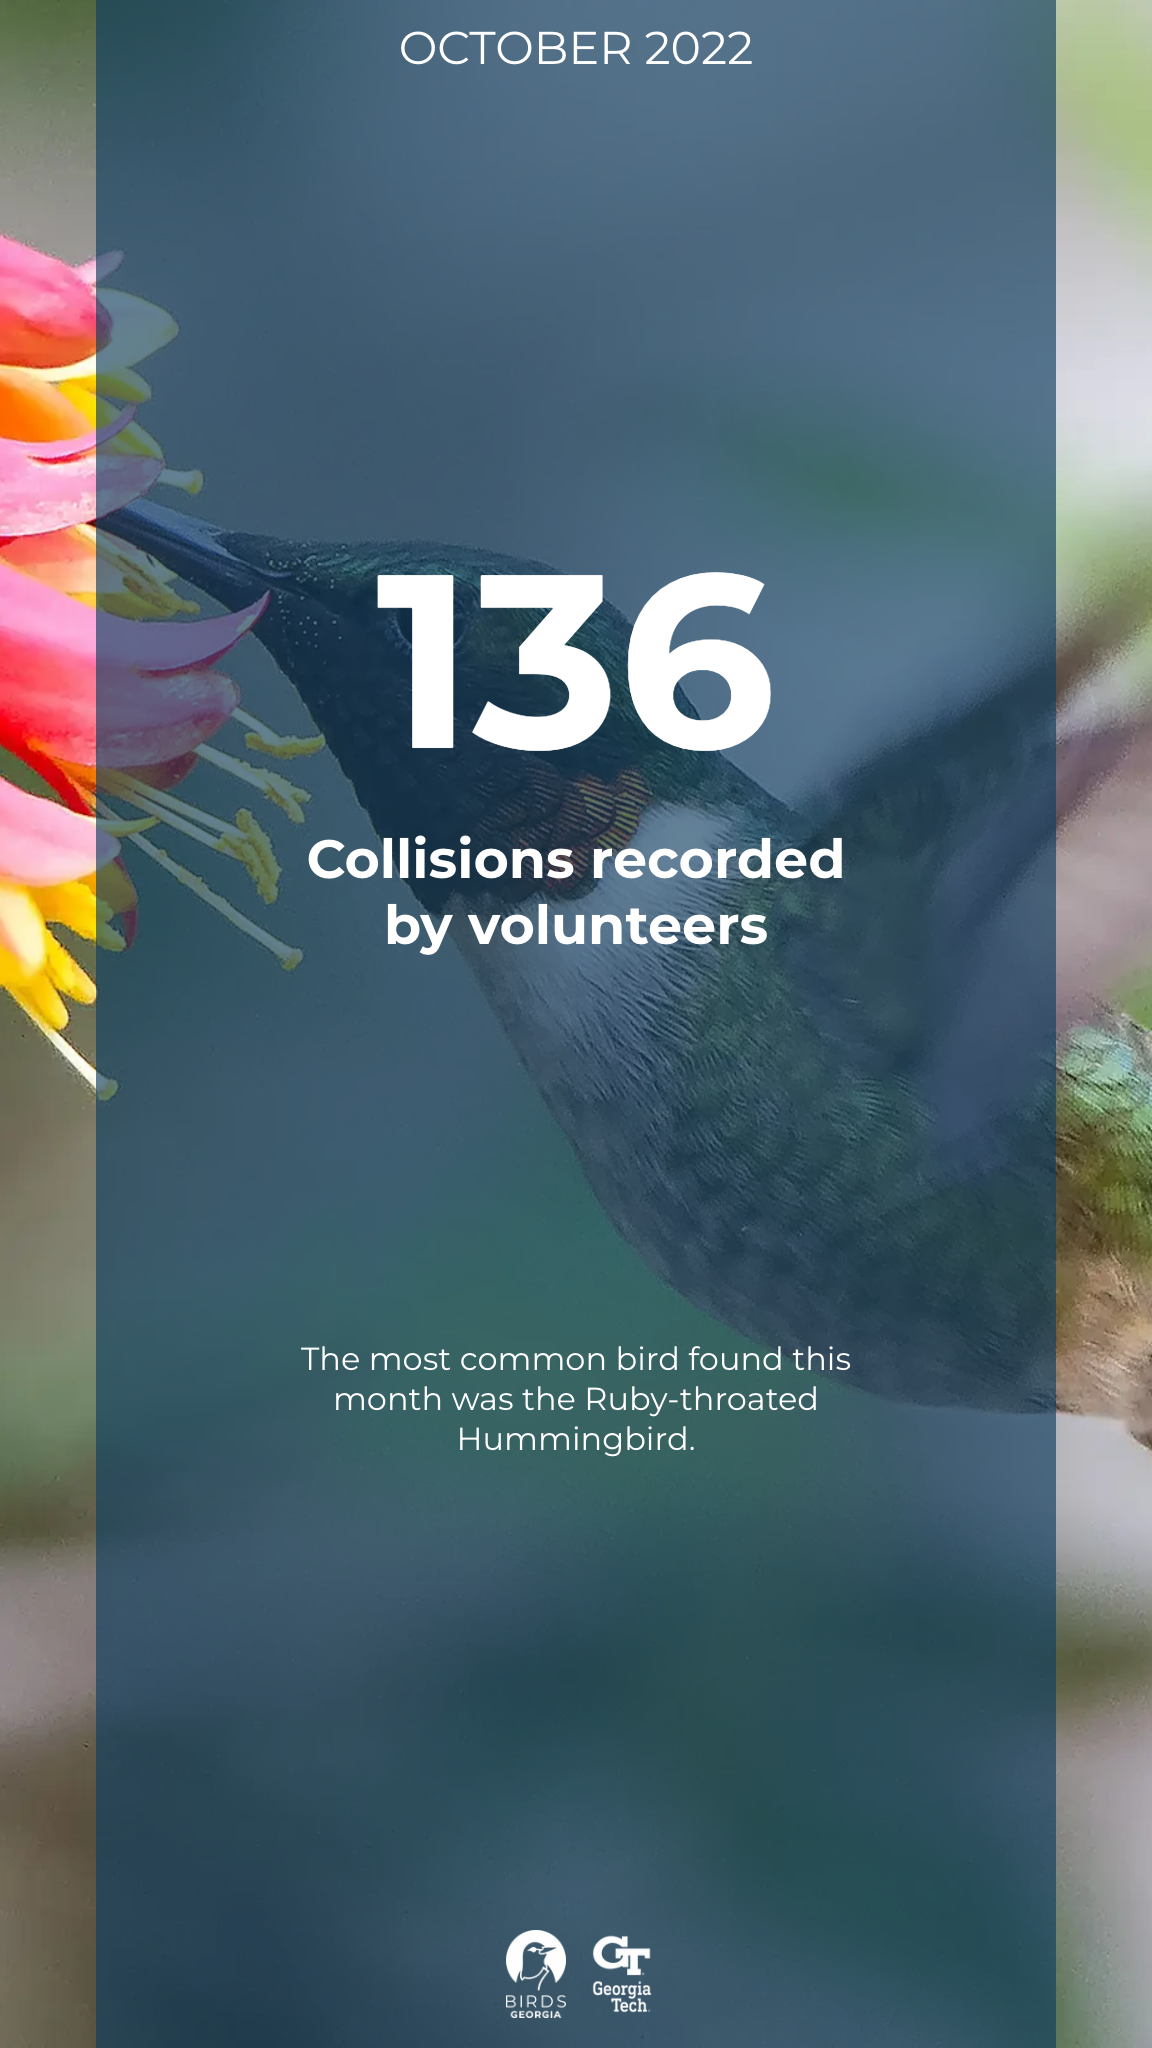 OCTOBER 2022
136
Collisions recorded
by volunteers
The most common bird found this
month was the Ruby-throated
Hummingbird.
BIRDS
GEORGIA
GT
Georgia
Tech